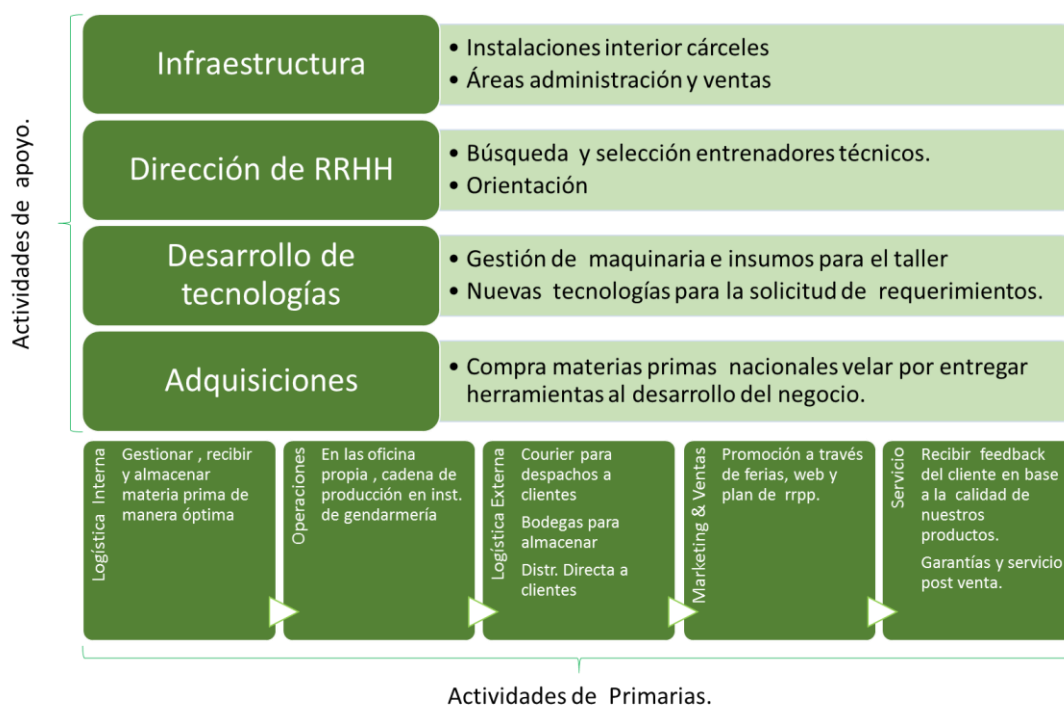 Actividades de apoyo.
Infraestructura
• Instalaciones interior cárceles
• Áreas administración y ventas
Dirección de RRHH
• Búsqueda y selección entrenadores técnicos.
• Orientación
Desarrollo de
tecnologías
• Gestión de maquinaria e insumos para el taller
• Nuevas tecnologías para la solicitud de requerimientos.
Adquisiciones
• Compra materias primas nacionales velar por entregar
herramientas al desarrollo del negocio.
Logística Interna
Gestionar , recibir
y almacenar
materia prima de
manera óptima
Operaciones
En las oficina
propia , cadena de
producción en inst.
de gendarmería
Logística Externa
Courier para
despachos a
clientes
Bodegas para
almacenar
Distr. Directa a
clientes
Marketing & Ventas
Promoción a través
de ferias, web y
plan de rrpp.
Servicio
Recibir feedback
del cliente en base
a la calidad de
nuestros
productos.
Garantías y servicio
post venta.
Actividades de Primarias.